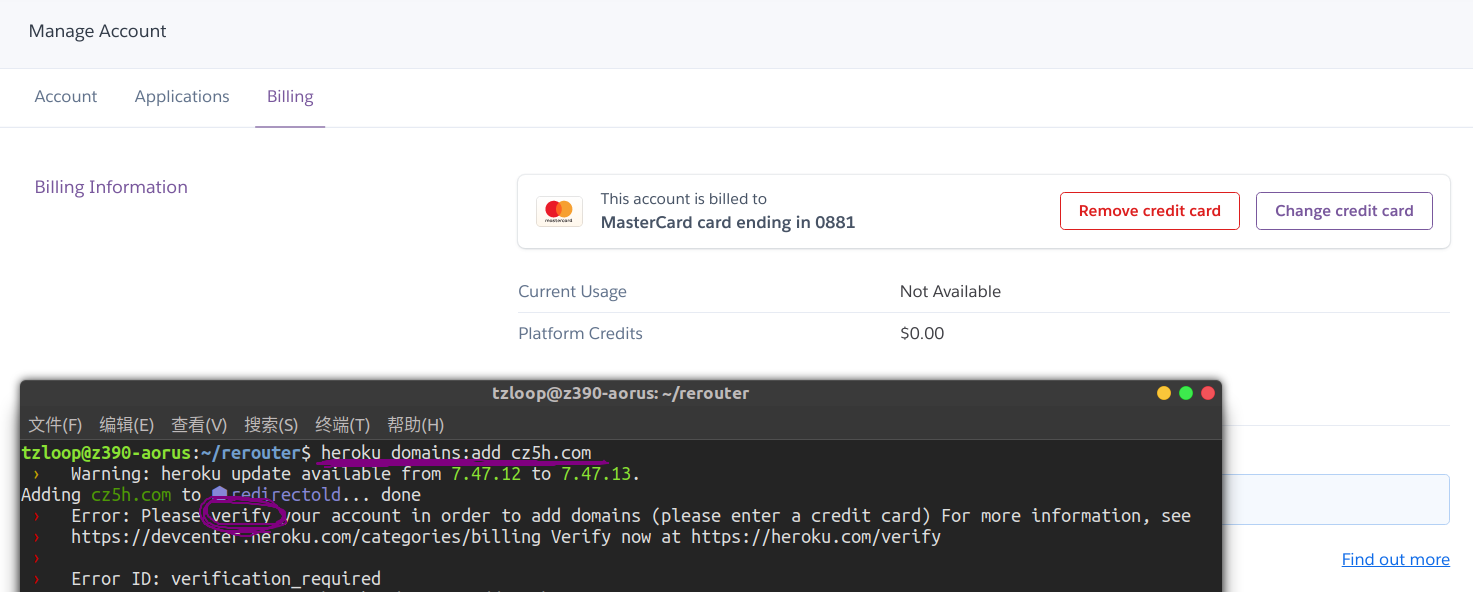 Manage Account
Account Applications Billing
Billing Information
This account is billed to
mastercard
MasterCard card ending in 0881
Remove credit card
Change credit card
Current Usage Not Available
Platform Credits $0.00
tzloop@z390-aorus: ~/rerouter
文件(F) 编辑(E) 查看(V) 搜索(S) 终端(T) 帮助(H)
tzloop@z390-aorus:~/rerouter$ heroku domains:add cz5h.com
› Warning: heroku update available from 7.47.12 to 7.47.13.
Adding cz5h.com to ⬢ redirectold... done
› Error: Please verify your account in order to add domains (please enter a credit card) For more information, see
› https://devcenter.heroku.com/categories/billing Verify now at https://heroku.com/verify
›
› Error ID: verification_required
Find out more